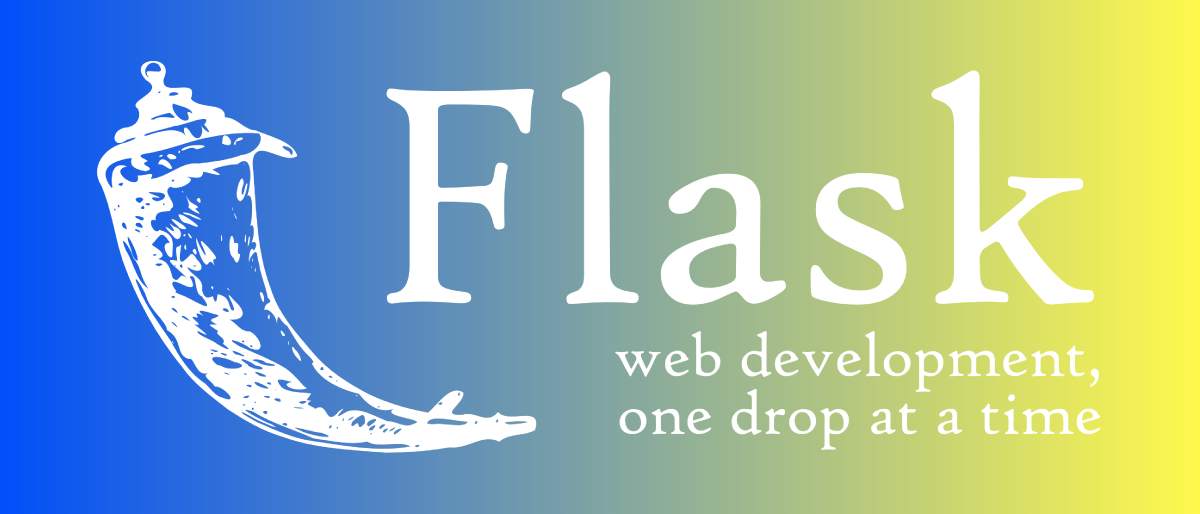 Flask
web development,
one drop at a time